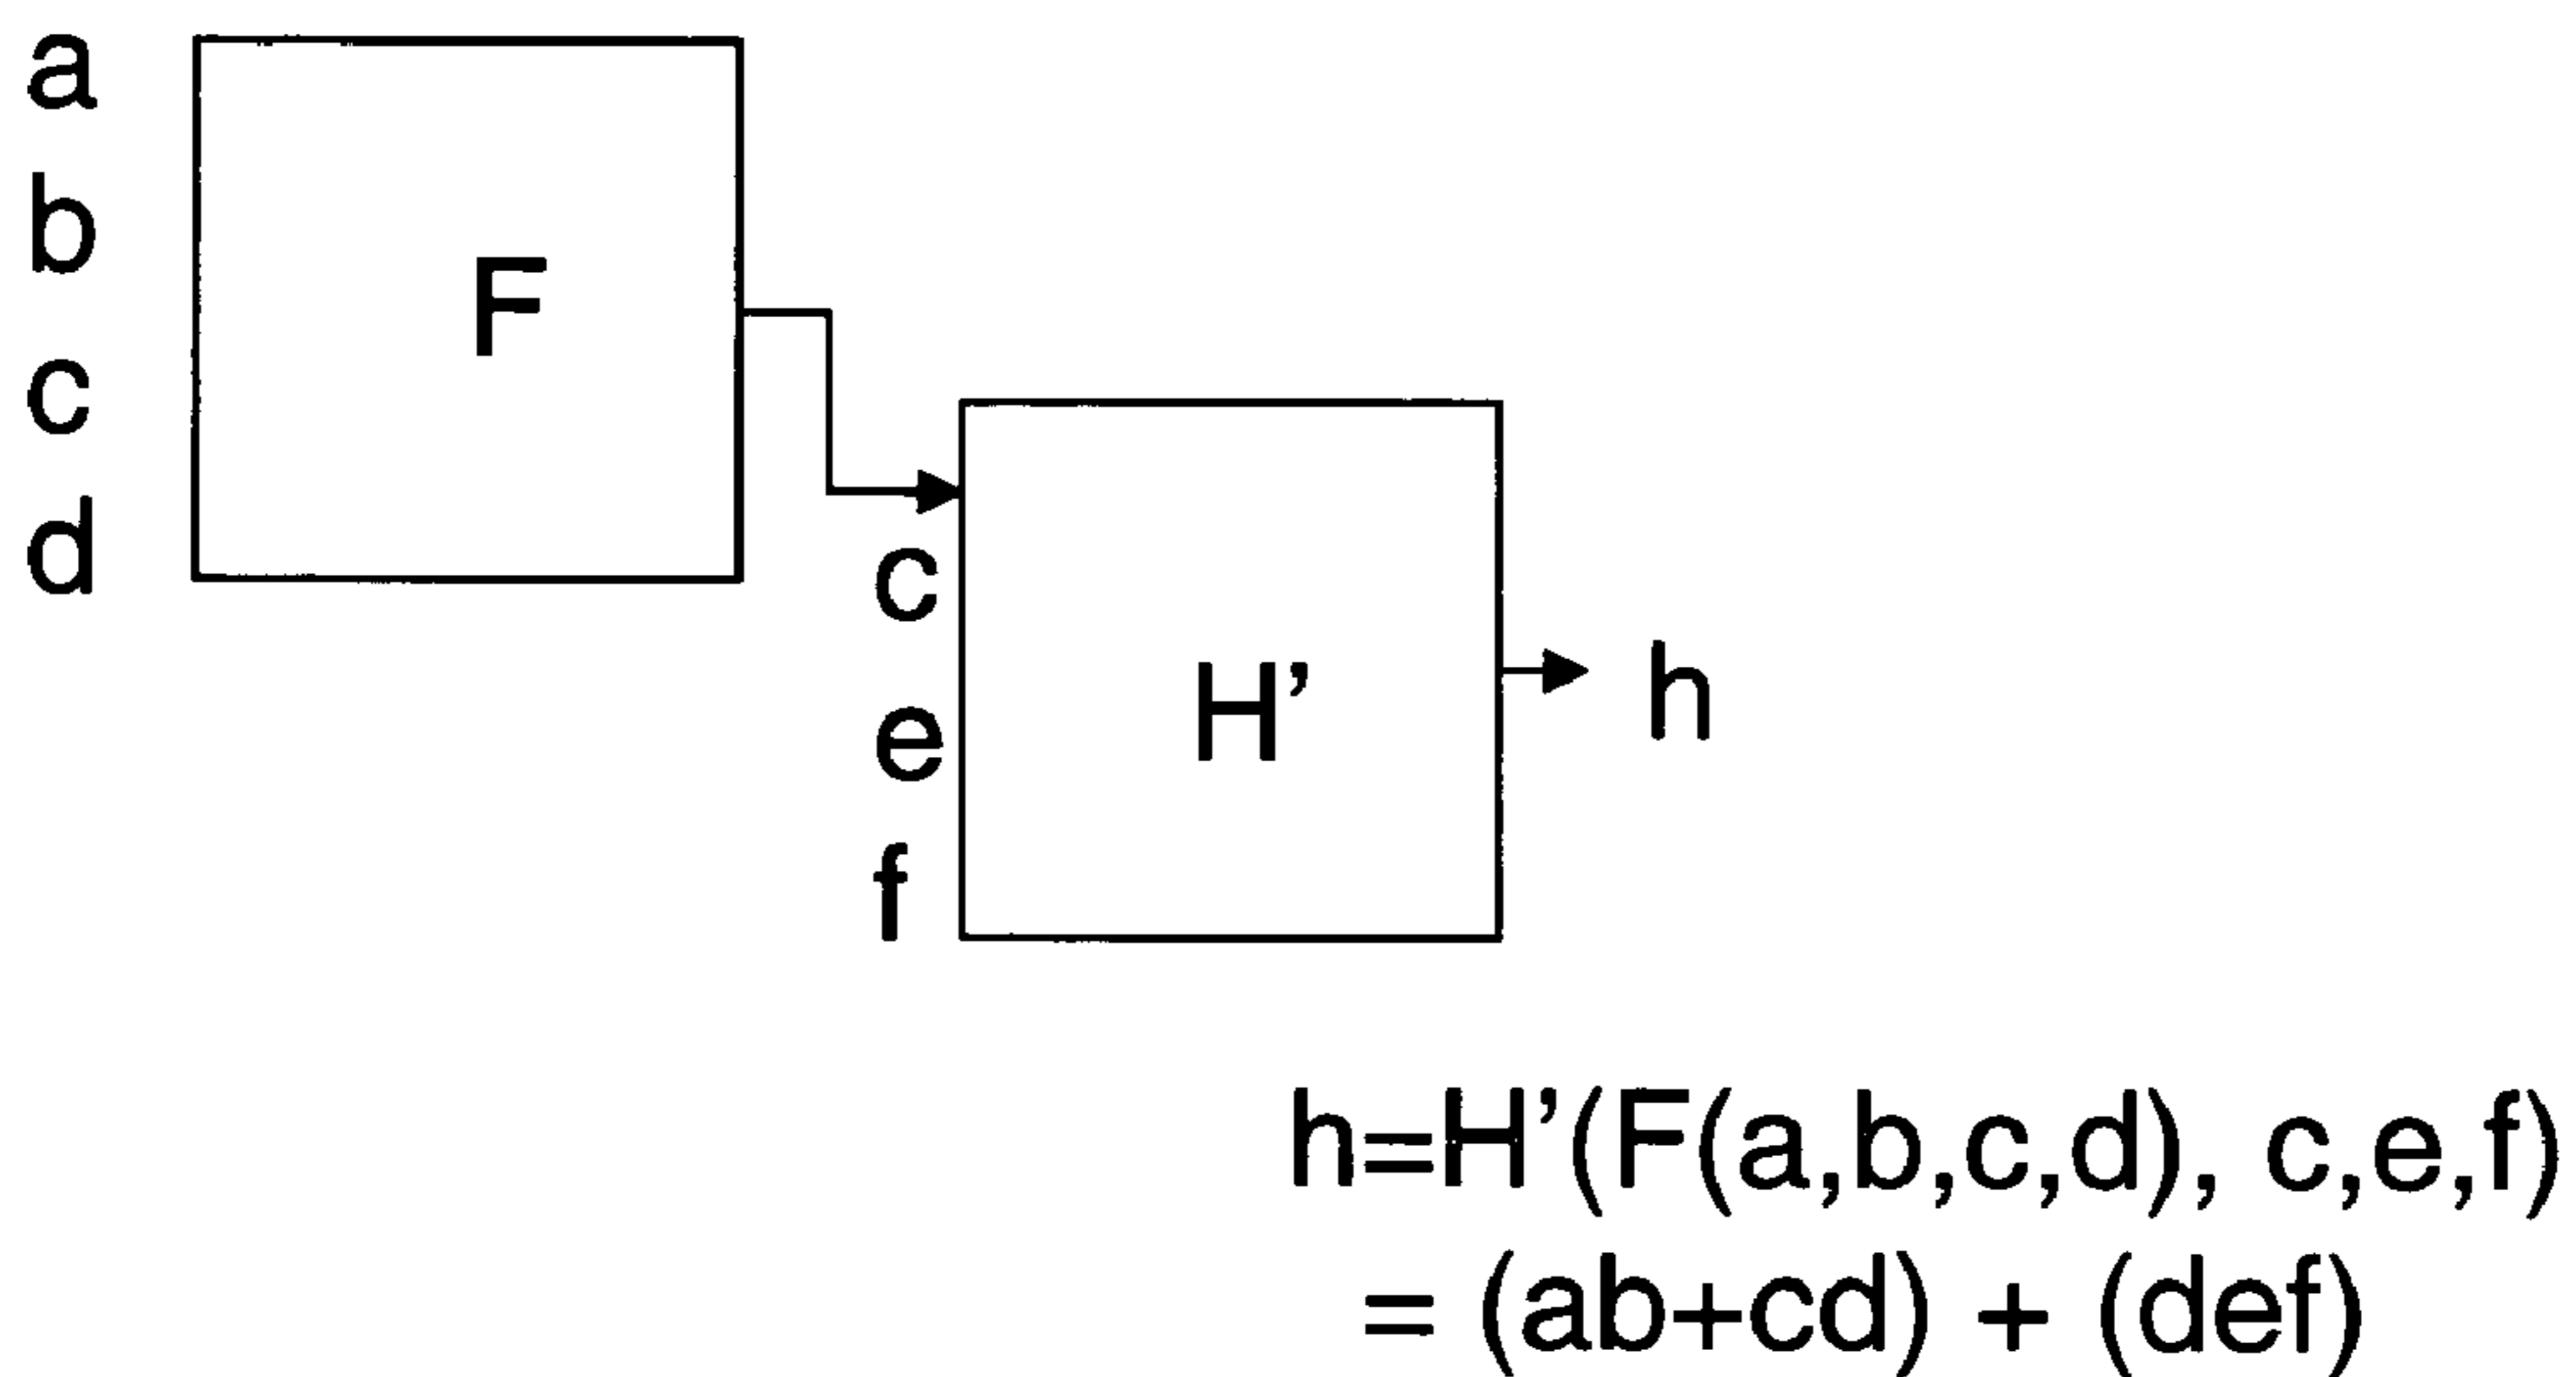 a
b
c
d
F
c
e
f
H’
h
h=H’(F(a,b,c,d), c,e,f)
= (ab+cd) + (def)